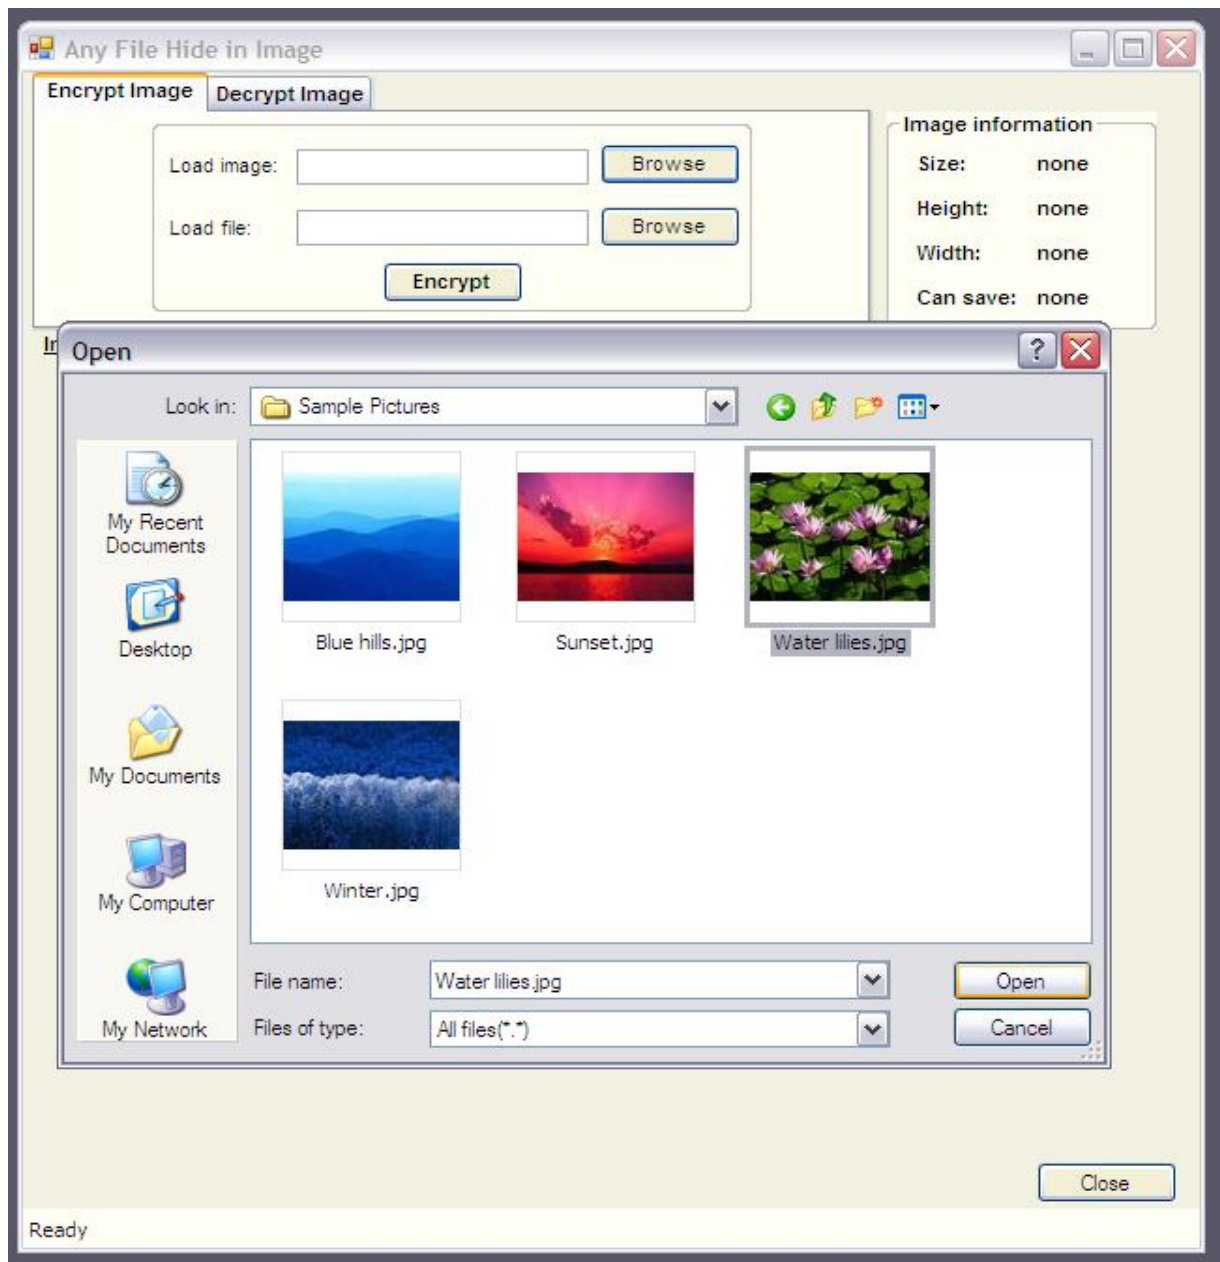 Any File Hide in Image
Encrypt Image
Decrypt Image
Load image:
Browse
Load file:
Browse
Encrypt
Image information
Size: none
Height: none
Width: none
Can save: none
Open
?
Look in:
Sample Pictures
My Recent
Documents
Desktop
My Documents
My Computer
My Network
Blue hills.jpg
Sunset.jpg
Water lilies.jpg
Winter.jpg
File name:
Water lilies.jpg
Open
Files of type:
All files(*.*)
Cancel
Close
Ready